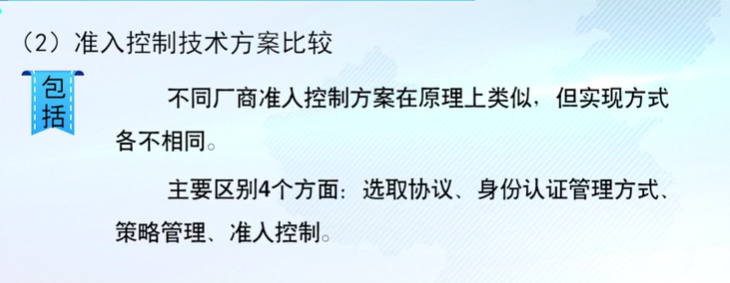 （2）准入控制技术方案比较
包括
不同厂商准入控制方案在原理上类似，但实现方式
各不相同。
主要区别4个方面：选取协议、身份认证管理方式、
策略管理、准入控制。